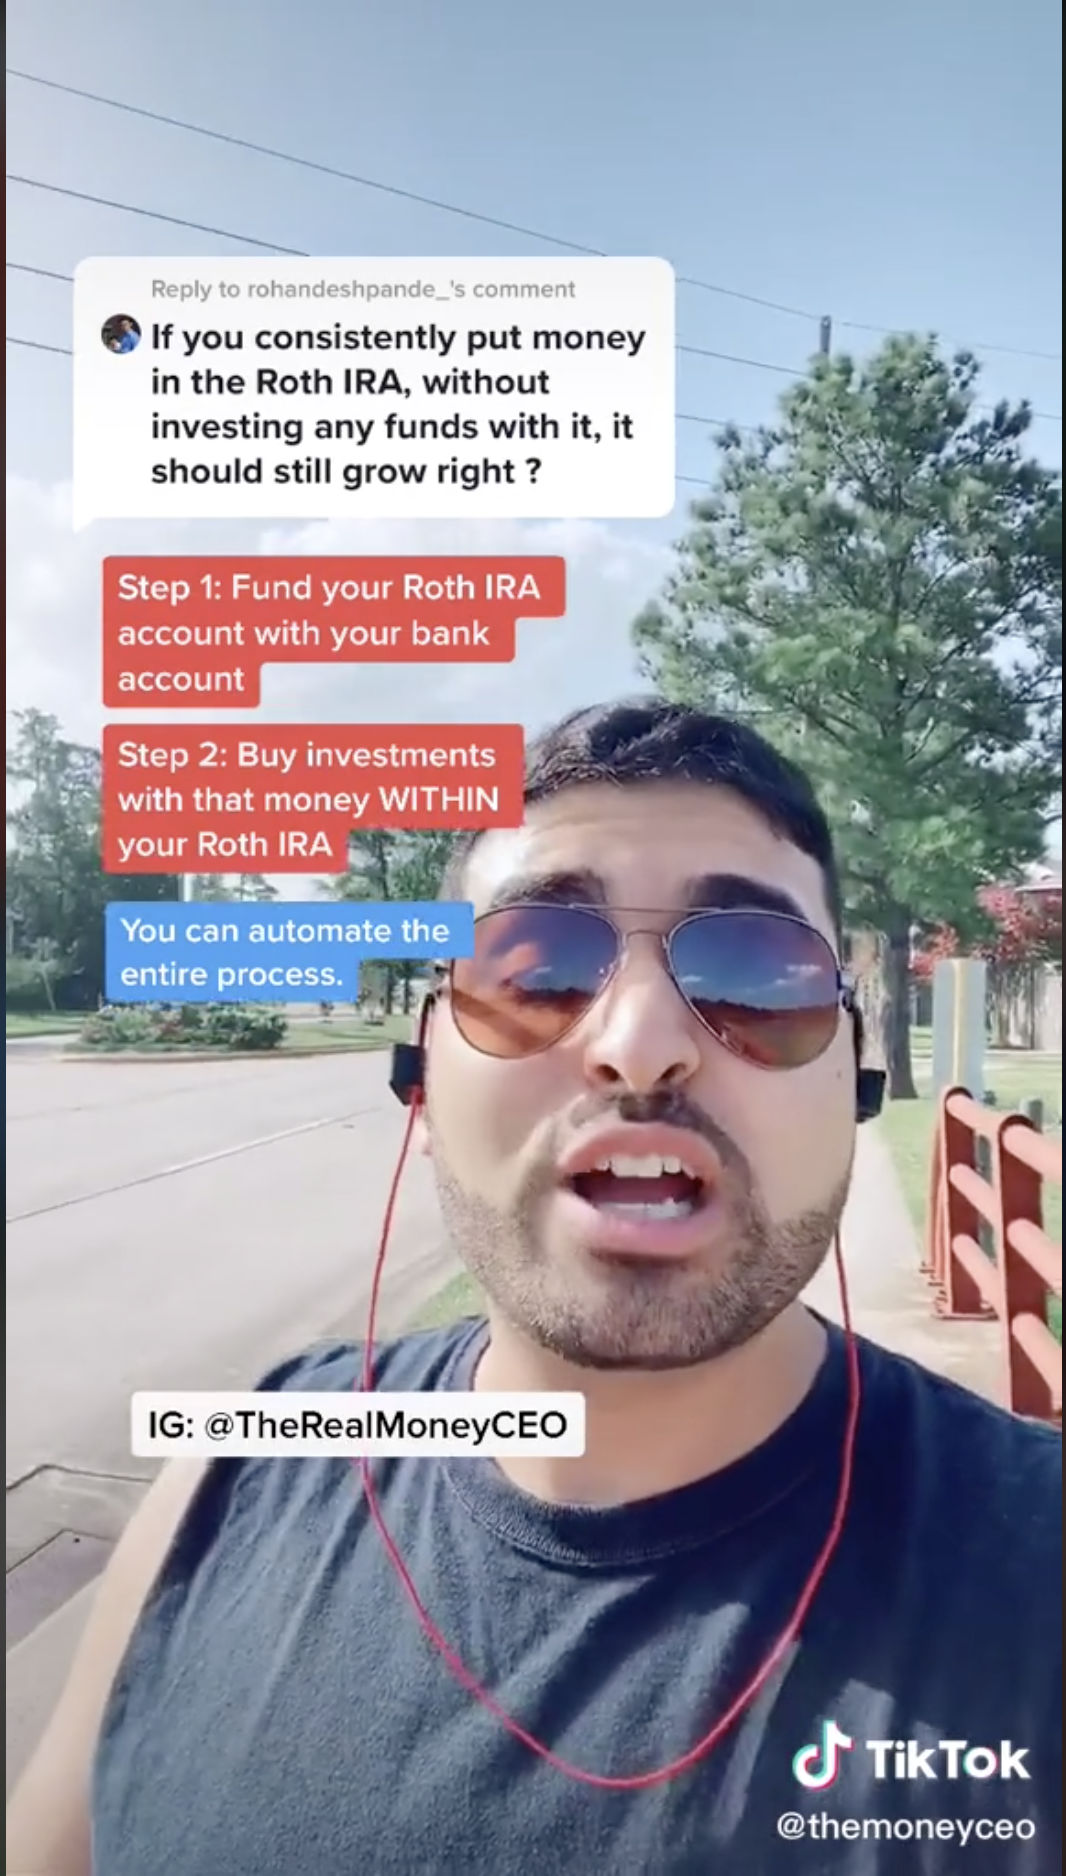 Reply to rohandeshpande_'s comment
If you consistently put money
in the Roth IRA, without
investing any funds with it, it
should still grow right ?
Step 1: Fund your Roth IRA
account with your bank
account
Step 2: Buy investments
with that money WITHIN
your Roth IRA
You can automate the
entire process.
IG: @TheRealMoneyCEO
TikTok
@themoneyceo